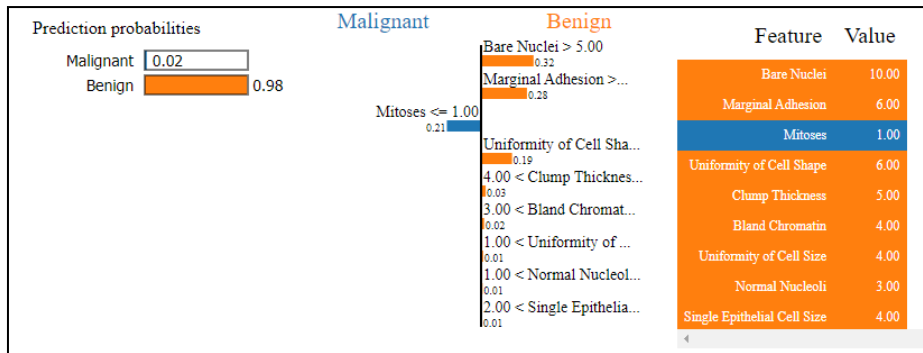 Prediction probabilities
Malignant 0.02
Benign 0.98
Malignant Benign
Bare Nuclei > 5.00
0.32
Marginal Adhesion >...
0.28
Mitoses <= 1.00
0.21
Uniformity of Cell Sha...
0.19
4.00 < Clump Thicknes...
0.03
3.00 < Bland Chromat...
0.02
1.00 < Uniformity of ...
0.01
1.00 < Normal Nucleol...
0.01
2.00 < Single Epithelia...
0.01
Feature Value
Bare Nuclei 10.00
Marginal Adhesion 6.00
Mitoses 1.00
Uniformity of Cell Shape 6.00
Clump Thickness 5.00
Bland Chromatin 4.00
Uniformity of Cell Size 4.00
Normal Nucleoli 3.00
Single Epithelial Cell Size 4.00